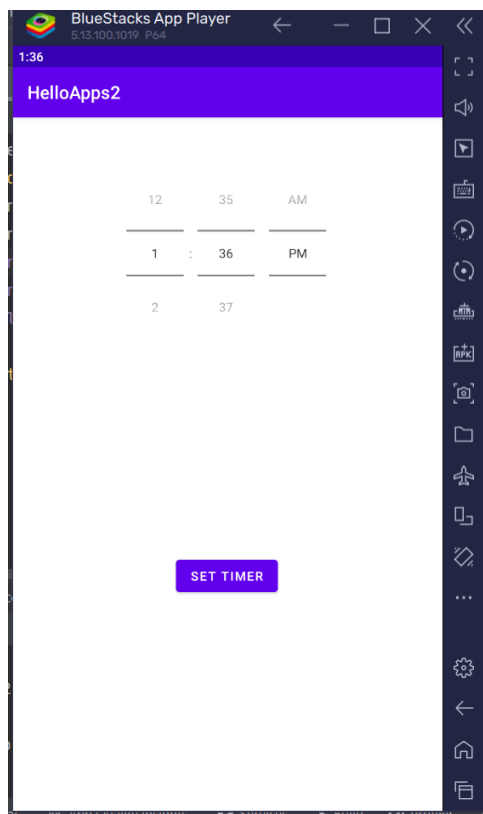 BlueStacks App Player
5.13.100.1019 P64
1:36
HelloApps2
12 35 AM
1 : 36 PM
2 37
SET TIMER